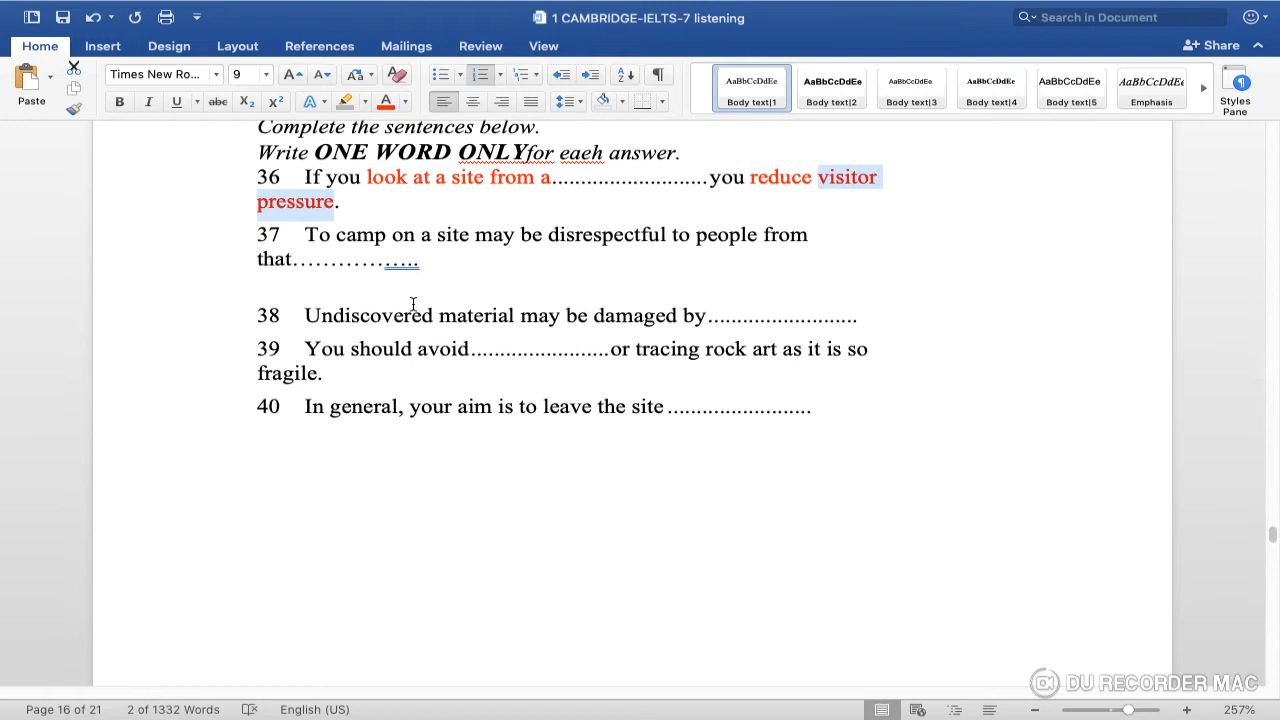 1 CAMBRIDGE-IELTS-7 listening
Search in Document
Home Insert Design Layout References Mailings Review View
Share
Paste
Times New Ro... 9
AaBbCcDdEe AaBbCcDdEe AaBbCcDdEe AaBbCcDdEe AaBbCcDdEe AaBbCcDdE
Body text|1 Body text|2 Body text|3 Body text|4 Body text|5 Emphasis
Styles
Pane
Complete the sentences below.
Write ONE WORD ONLYfor eaeh answer.
36 If you look at a site from a..........................you reduce visitor
pressure.
37 To camp on a site may be disrespectful to people from
that……………..
38 Undiscovered material may be damaged by.........................
39 You should avoid.......................or tracing rock art as it is so
fragile.
40 In general, your aim is to leave the site ........................
DU RECORDER MAC
Page 16 of 21 2 of 1332 Words English (US) 257%